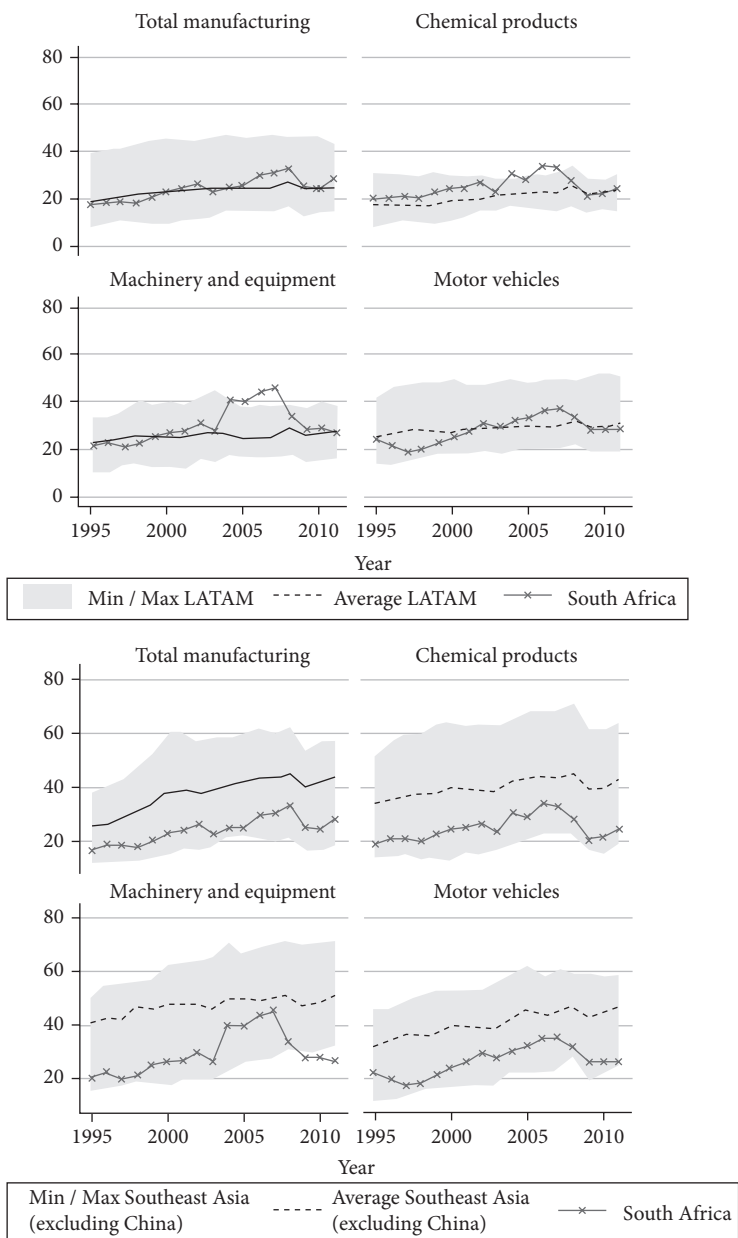 Total manufacturing
Chemical products
80
60
40
20
0
Machinery and equipment
Motor vehicles
80
60
40
20
0
1995 2000 2005 2010 1995 2000 2005 2010
Year
Min / Max LATAM Average LATAM South Africa
Total manufacturing
Chemical products
80
60
40
20
Machinery and equipment
Motor vehicles
80
60
40
20
1995 2000 2005 2010 1995 2000 2005 2010
Year
Min / Max Southeast Asia
(excluding China)
Average Southeast Asia
(excluding China)
South Africa